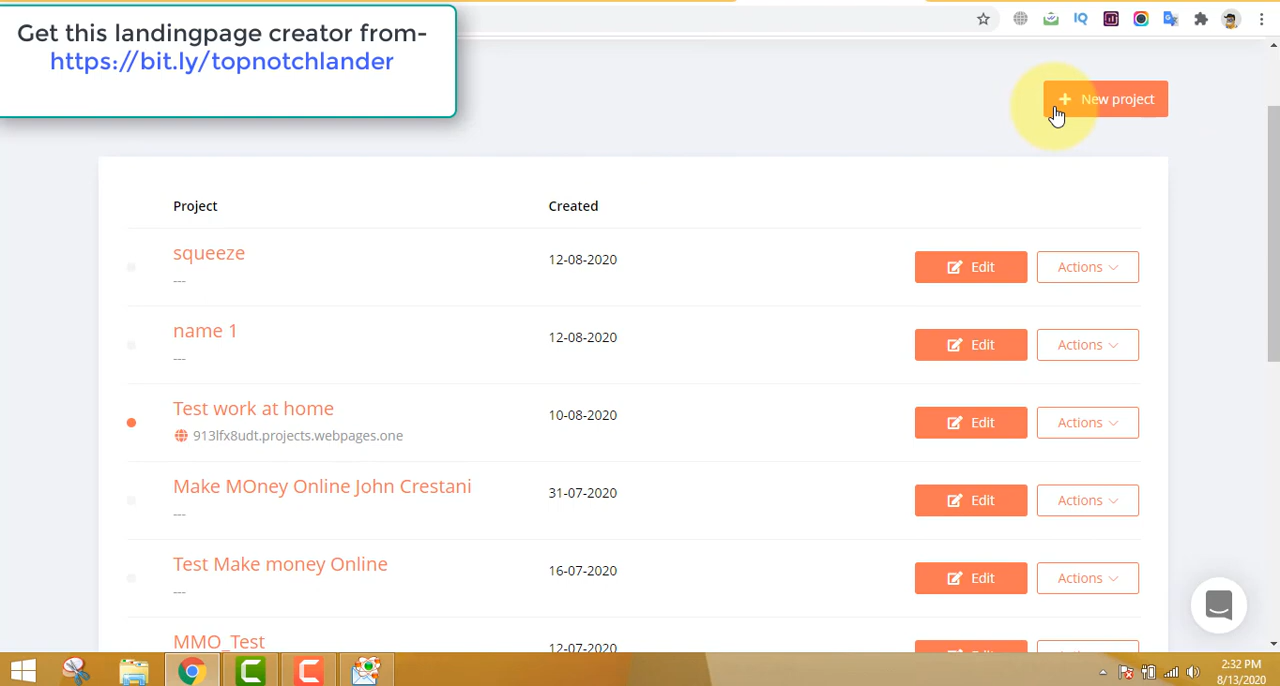 Get this landingpage creator from-
https://bit.ly/topnotchlander
IQ
+ New project
Project Created
squeeze 12-08-2020 Edit Actions
---
name 1 12-08-2020 Edit Actions
---
Test work at home 10-08-2020 Edit Actions
913lfx8udt.projects.webpages.one
Make MOney Online John Crestani 31-07-2020 Edit Actions
---
Test Make money Online 16-07-2020 Edit Actions
---
MMO_Test 12-07-2020
2:32 PM
8/13/2020